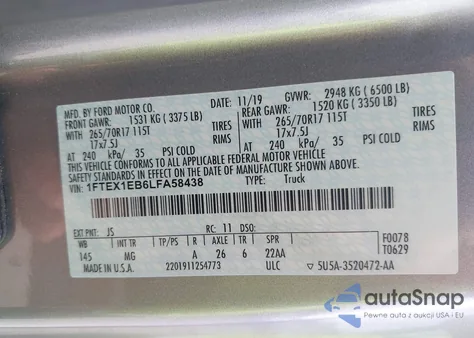 MFD. BY FORD MOTOR CO.
11/19 GVWR: 2948 KG ( 6500 LB)
FRONT GAWR: 1531 KG ( 3375 LB)
REAR GAWR: 1520 KG ( 3350 LB)
WITH 265/70R17 115T TIRES
WITH 265/70R17 115T TIRES
17x7.5J RIMS
17x7.5J RIMS
AT 240 kPa/ 35 PSI COLD
AT 240 kPa/ 35 PSI COLD
THIS VEHICLE CONFORMS TO ALL APPLICABLE FEDERAL MOTOR VEHICLE SAFETY STANDARDS IN EFFECT ON THE DATE OF MANUFACTURE SHOWN ABOVE.
VIN: 1FTEX1EB6LFA58438
TYPE: Truck
EXT PNT: JS RC: 11 DSO:
WB INT TR TP/PS R AXLE TR SPR F0078
145 MG A 26 6 22AA T0629
MADE IN U.S.A. 2201911254773 ULC 5U5A-3520472-AA
autoSnap
Pewne auta z aukcji USA i EU